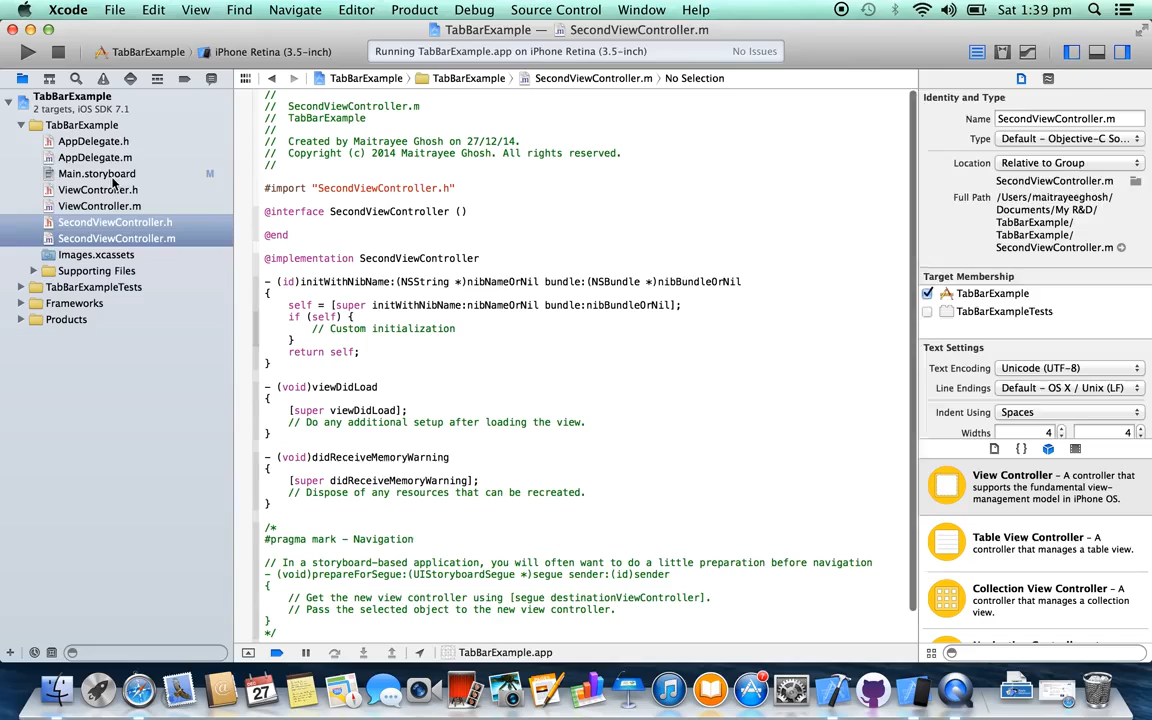 Xcode File Edit View Find Navigate Editor Product Debug Source Control Window Help Sat 1:39 pm
TabBarExample — SecondViewController.m
TabBarExample iPhone Retina (3.5-inch) Running TabBarExample.app on iPhone Retina (3.5-inch) No Issues
TabBarExample TabBarExample SecondViewController.m No Selection
TabBarExample
2 targets, iOS SDK 7.1
TabBarExample
AppDelegate.h
AppDelegate.m
Main.storyboard M
ViewController.h
ViewController.m
SecondViewController.h
SecondViewController.m
Images.xcassets
Supporting Files
TabBarExampleTests
Frameworks
Products
//
// SecondViewController.m
// TabBarExample
//
// Created by Maitrayee Ghosh on 27/12/14.
// Copyright (c) 2014 Maitrayee Ghosh. All rights reserved.
//
#import "SecondViewController.h"
@interface SecondViewController ()
@end
@implementation SecondViewController
- (id)initWithNibName:(NSString *)nibNameOrNil bundle:(NSBundle *)nibBundleOrNil
{
self = [super initWithNibName:nibNameOrNil bundle:nibBundleOrNil];
if (self) {
// Custom initialization
}
return self;
}
- (void)viewDidLoad
{
[super viewDidLoad];
// Do any additional setup after loading the view.
}
- (void)didReceiveMemoryWarning
{
[super didReceiveMemoryWarning];
// Dispose of any resources that can be recreated.
}
/*
#pragma mark - Navigation
// In a storyboard-based application, you will often want to do a little preparation before navigation
- (void)prepareForSegue:(UIStoryboardSegue *)segue sender:(id)sender
{
// Get the new view controller using [segue destinationViewController].
// Pass the selected object to the new view controller.
}
*/
TabBarExample.app
Identity and Type
Name SecondViewController.m
Type Default - Objective-C So...
Location Relative to Group
SecondViewController.m
Full Path /Users/maitrayeeghosh/
Documents/My R&D/
TabBarExample/
TabBarExample/
SecondViewController.m
Target Membership
TabBarExample
TabBarExampleTests
Text Settings
Text Encoding Unicode (UTF-8)
Line Endings Default - OS X / Unix (LF)
Indent Using Spaces
Widths 4 4
{ }
View Controller - A controller that
supports the fundamental view-
management model in iPhone OS.
Table View Controller - A
controller that manages a table view.
Collection View Controller - A
controller that manages a collection
view.
27
7